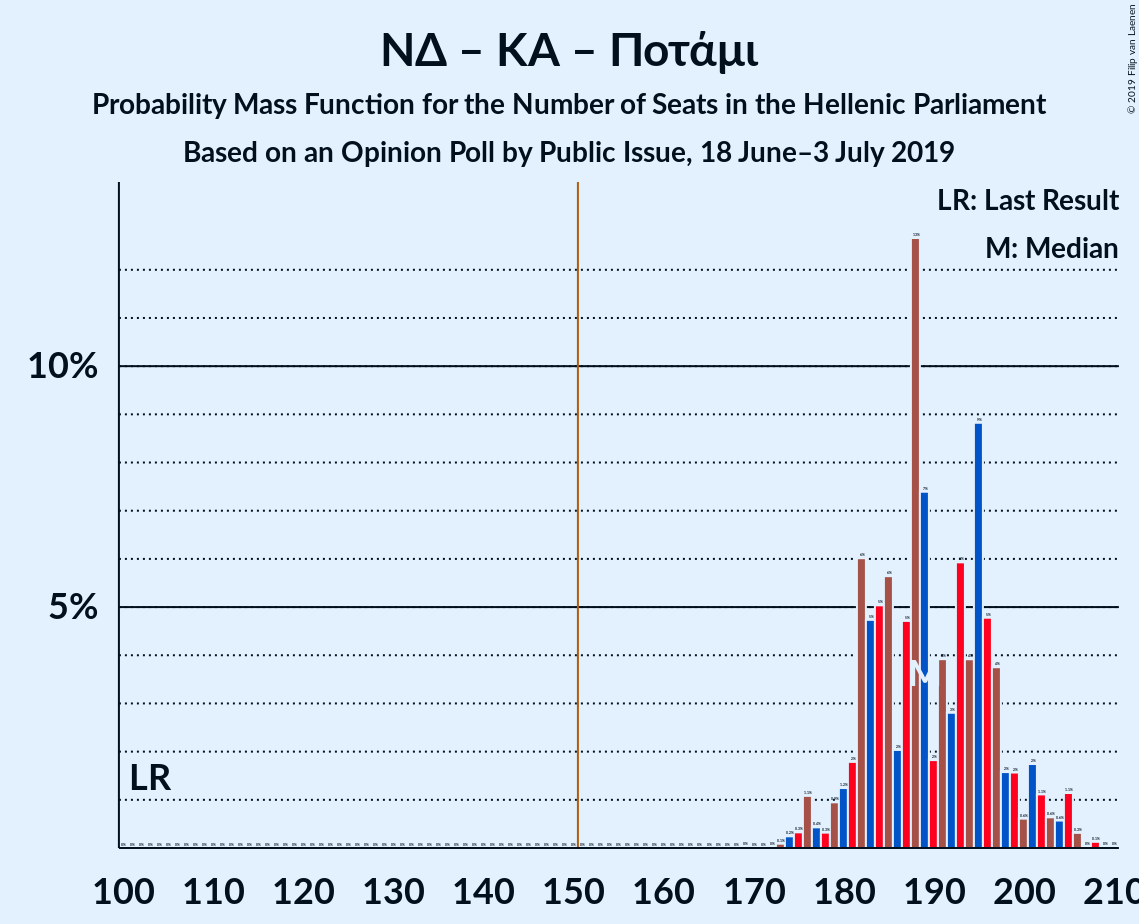 ΝΔ – ΚΑ – Ποτάμι
Probability Mass Function for the Number of Seats in the Hellenic Parliament
Based on an Opinion Poll by Public Issue, 18 June–3 July 2019
© 2019 Filip van Laenen
LR: Last Result
M: Median
10%
5%
LR
M
100 110 120 130 140 150 160 170 180 190 200 210